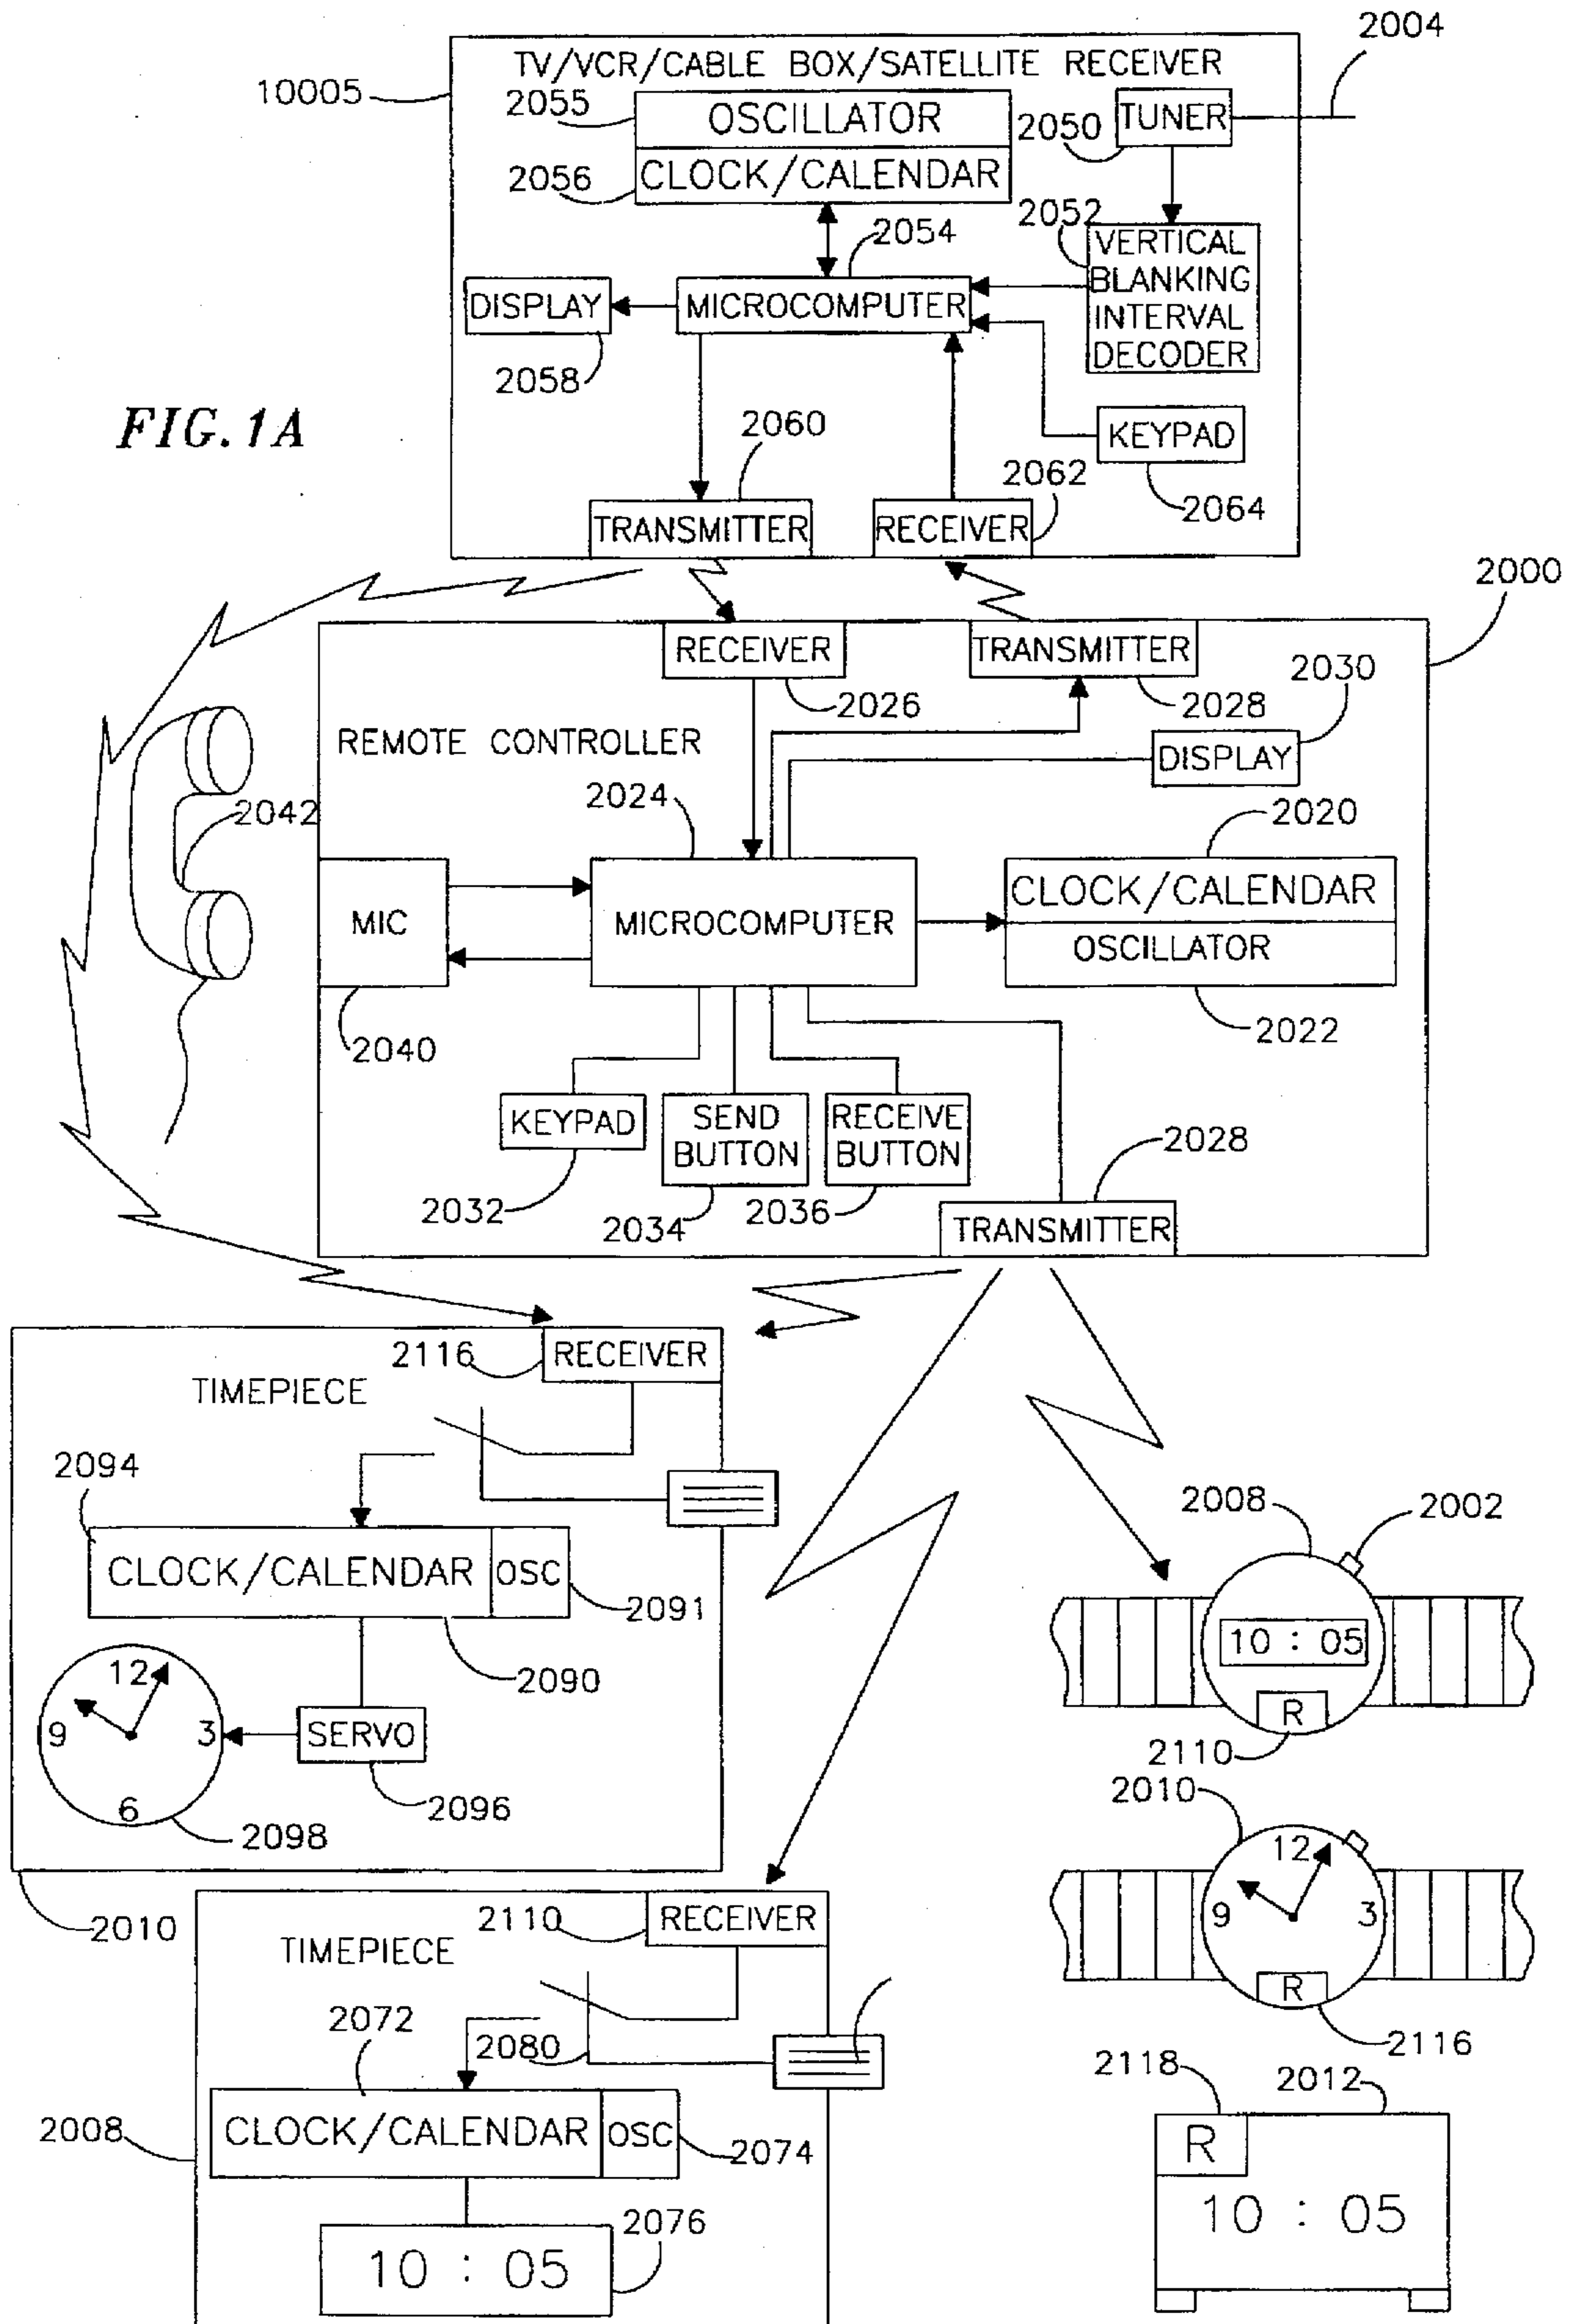 2004
TV/VCR/CABLE BOX/SATELLITE RECEIVER
10005
2055
OSCILLATOR
2050
TUNER
2056
CLOCK/CALENDAR
2052
2054
VERTICAL
BLANKING
INTERVAL
DECODER
DISPLAY
MICROCOMPUTER
2058
FIG.1A
2060
KEYPAD
2062
2064
TRANSMITTER
RECEIVER
2000
RECEIVER
TRANSMITTER
2030
2026
2028
REMOTE CONTROLLER
DISPLAY
2024
2042
2020
CLOCK/CALENDAR
MIC
MICROCOMPUTER
OSCILLATOR
2040
2022
KEYPAD
SEND
BUTTON
RECEIVE
BUTTON
2028
2032
2034
2036
TRANSMITTER
2116
RECEIVER
TIMEPIECE
2094
CLOCK/CALENDAR
OSC
2091
2090
12
9
3
6
SERVO
2096
2098
2010
2008
2002
10 : 05
R
2110
2010
12
9
3
R
2116
2110
RECEIVER
TIMEPIECE
2072
2080
CLOCK/CALENDAR
OSC
2008
2074
2076
10 : 05
2118
2012
R
10 : 05